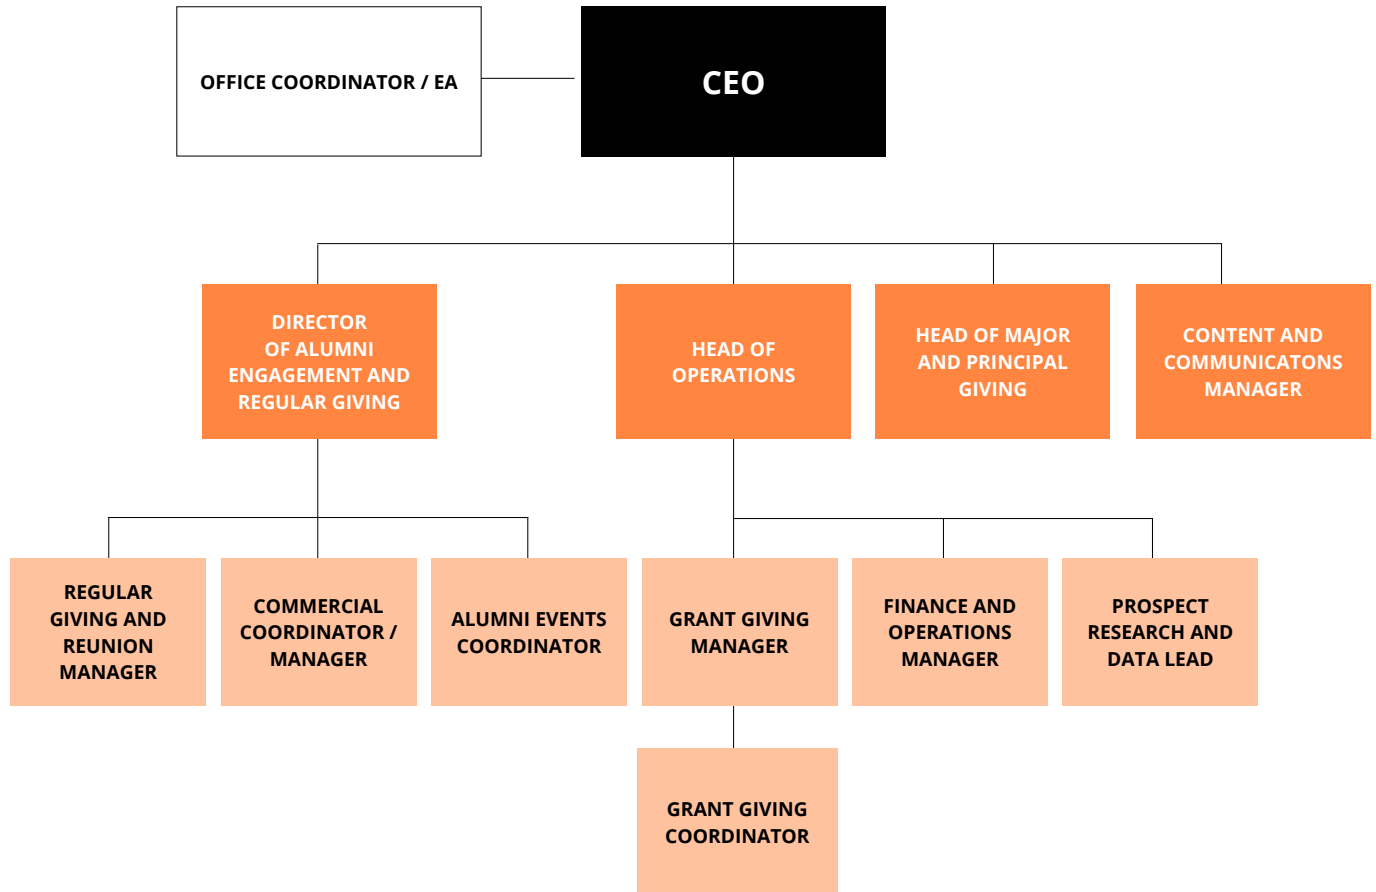 OFFICE COORDINATOR / EA
CEO
DIRECTOR
OF ALUMNI
ENGAGEMENT AND
REGULAR GIVING
HEAD OF
OPERATIONS
HEAD OF MAJOR
AND PRINCIPAL
GIVING
CONTENT AND
COMMUNICATONS
MANAGER
REGULAR
GIVING AND
REUNION
MANAGER
COMMERCIAL
COORDINATOR /
MANAGER
ALUMNI EVENTS
COORDINATOR
GRANT GIVING
MANAGER
FINANCE AND
OPERATIONS
MANAGER
PROSPECT
RESEARCH AND
DATA LEAD
GRANT GIVING
COORDINATOR